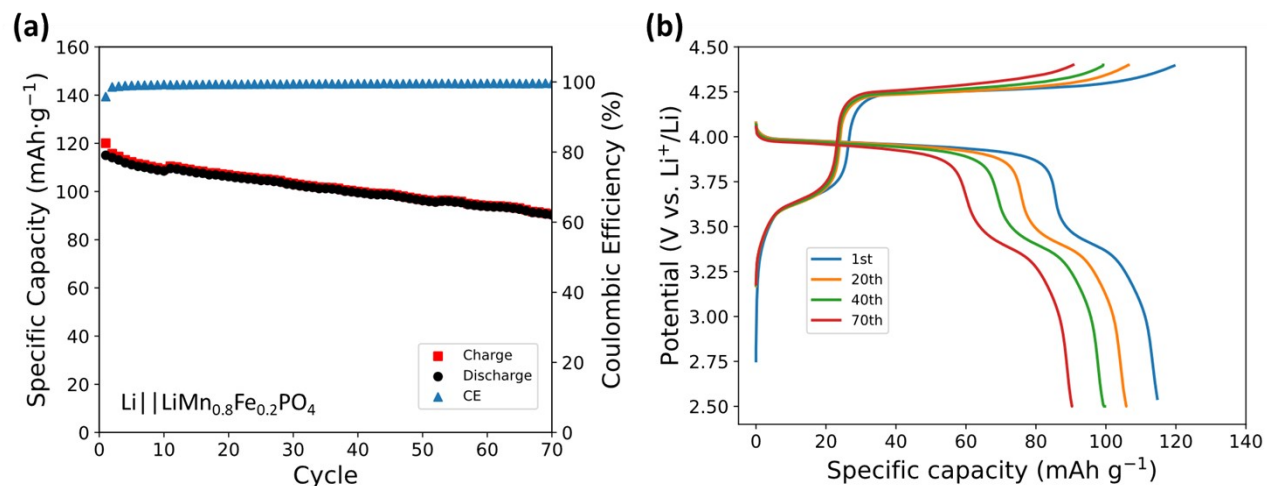 (a)
160
140
120
100
80
60
40
20
0
Specific Capacity (mAh·g⁻¹)
0 10 20 30 40 50 60 70
Cycle
100
80
60
40
20
0
Coulombic Efficiency (%)
Charge
Discharge
CE
Li||LiMn₀.₈Fe₀.₂PO₄
(b)
4.50
4.25
4.00
3.75
3.50
3.25
3.00
2.75
2.50
Potential (V vs. Li⁺/Li)
1st
20th
40th
70th
0 20 40 60 80 100 120 140
Specific capacity (mAh g⁻¹)